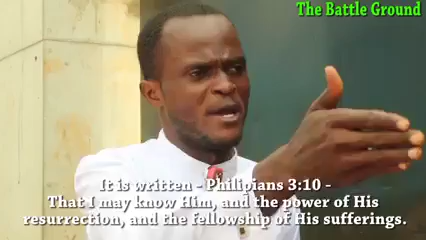 The Battle Ground
It is written - Philipians 3:10 -
That I may know Him, and the power of His
resurrection, and the fellowship of His sufferings.